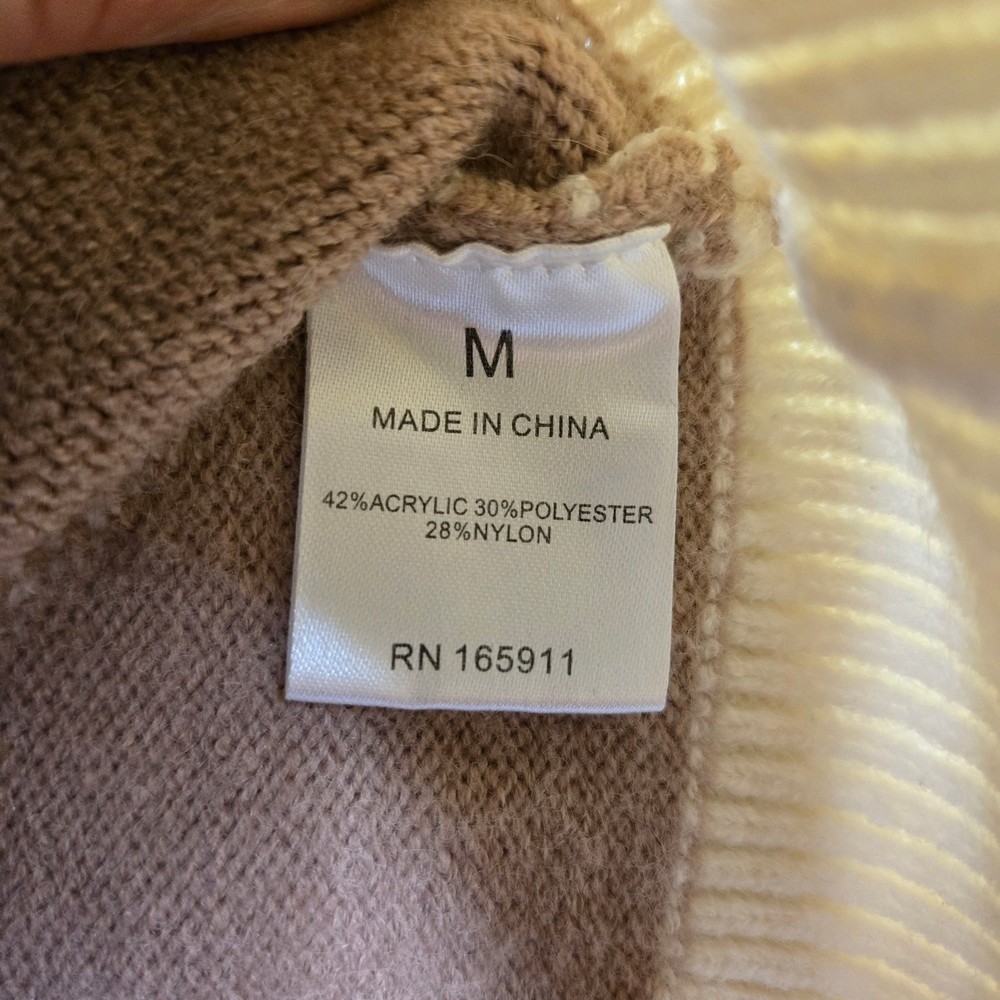 M
MADE IN CHINA
42%ACRYLIC 30%POLYESTER
28%NYLON
RN 165911